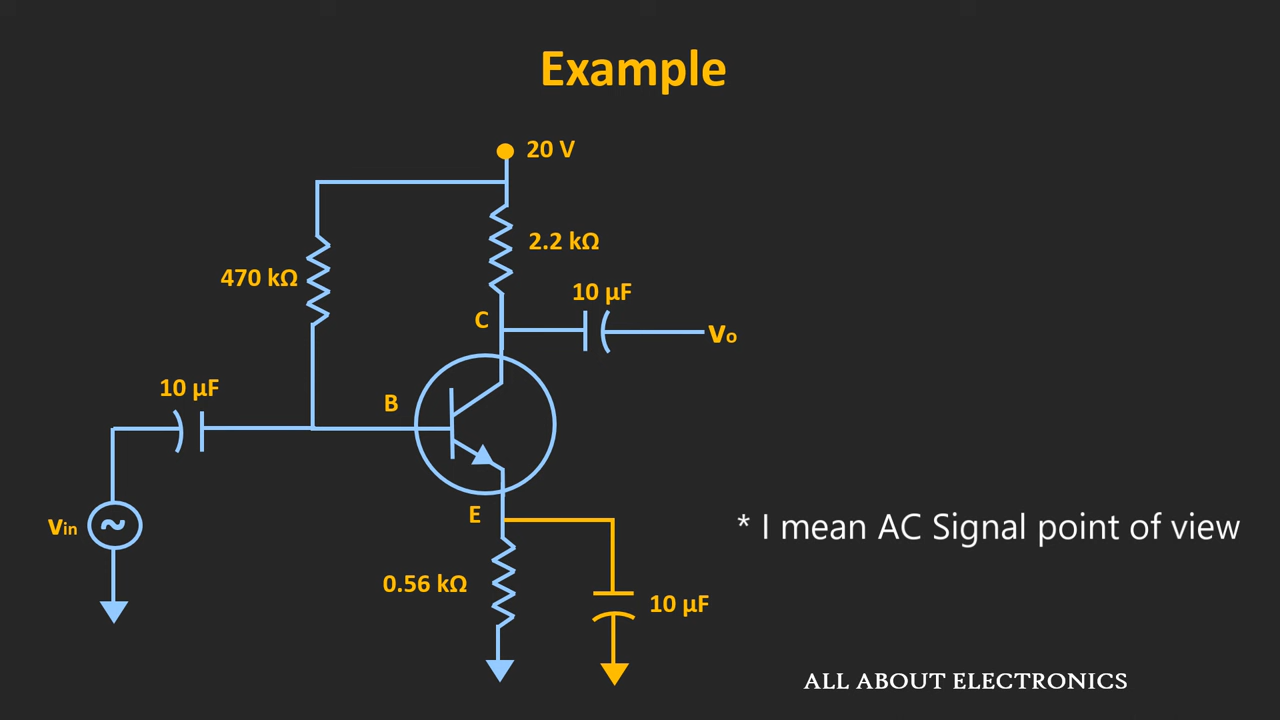 Example
20 V
2.2 kΩ
470 kΩ
10 µF
C
vo
10 µF
B
E
vin
~
* I mean AC Signal point of view
0.56 kΩ
10 µF
ALL ABOUT ELECTRONICS